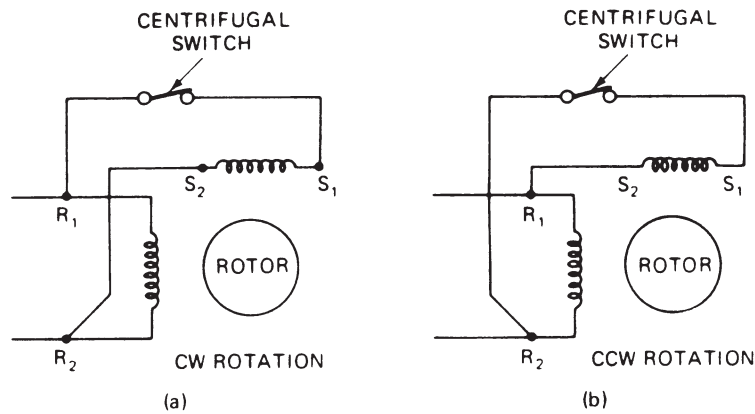 CENTRIFUGAL
SWITCH
S₂
S₁
R₁
ROTOR
R₂
CW ROTATION
(a)
CENTRIFUGAL
SWITCH
S₂
S₁
R₁
ROTOR
R₂
CCW ROTATION
(b)